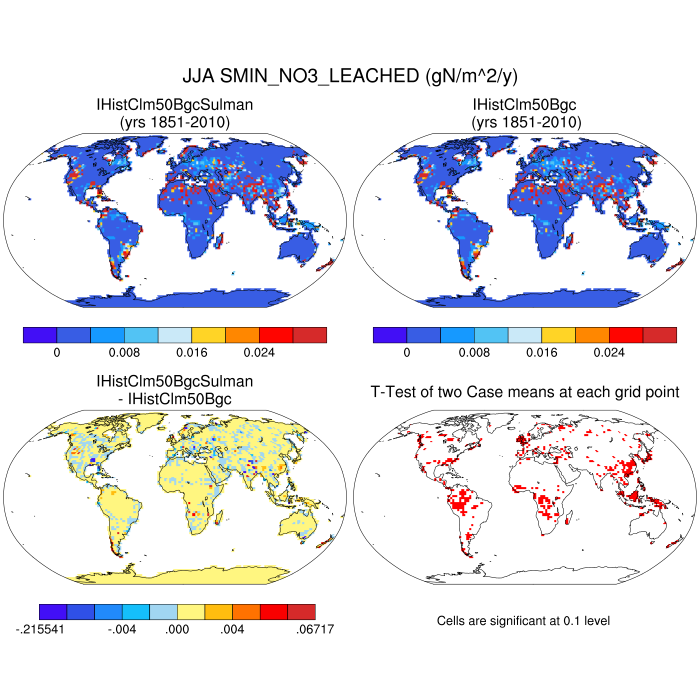 JJA SMIN_NO3_LEACHED (gN/m^2/y)
IHistClm50BgcSulman
(yrs 1851-2010)
IHistClm50Bgc
(yrs 1851-2010)
0 0.008 0.016 0.024
0 0.008 0.016 0.024
IHistClm50BgcSulman
- IHistClm50Bgc
T-Test of two Case means at each grid point
-.215541 -.004 .000 .004 .06717
Cells are significant at 0.1 level